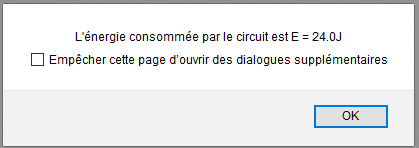 L'énergie consommée par le circuit est E = 24.0J
Empêcher cette page d’ouvrir des dialogues supplémentaires
OK